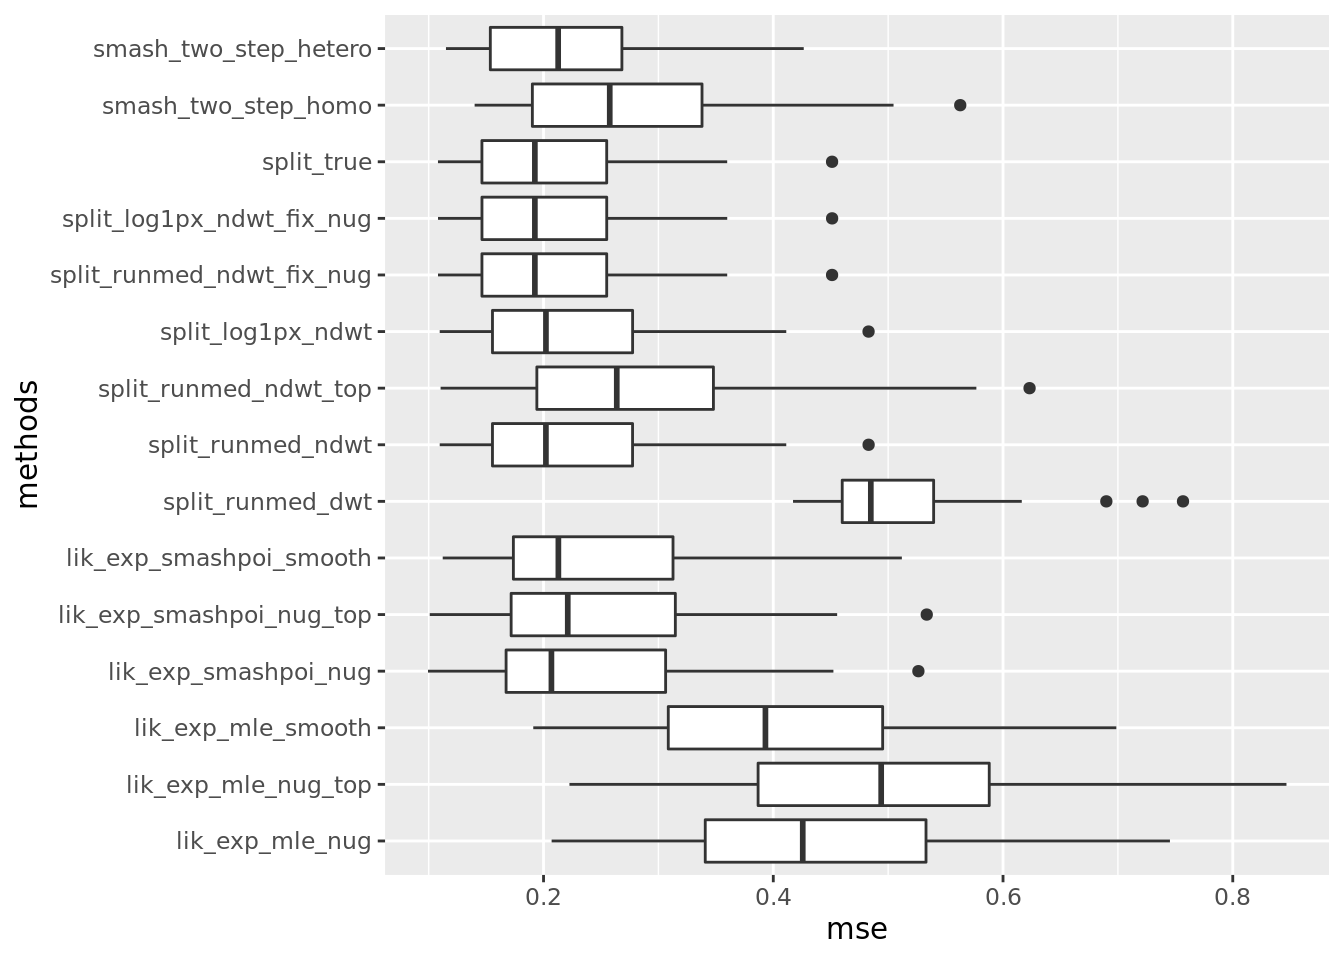 smash_two_step_hetero
smash_two_step_homo
split_true
split_log1px_ndwt_fix_nug
split_runmed_ndwt_fix_nug
split_log1px_ndwt
split_runmed_ndwt_top
split_runmed_ndwt
split_runmed_dwt
lik_exp_smashpoi_smooth
lik_exp_smashpoi_nug_top
lik_exp_smashpoi_nug
lik_exp_mle_smooth
lik_exp_mle_nug_top
lik_exp_mle_nug
methods
0.2 0.4 0.6 0.8
mse